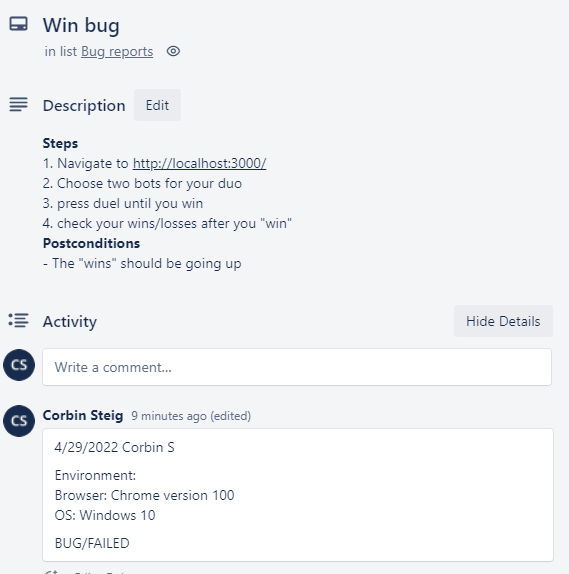 Win bug
in list Bug reports
Description Edit
Steps
1. Navigate to http://localhost:3000/
2. Choose two bots for your duo
3. press duel until you win
4. check your wins/losses after you "win"
Postconditions
- The "wins" should be going up
Activity Hide Details
CS Write a comment...
CS Corbin Steig 9 minutes ago (edited)
4/29/2022 Corbin S
Environment:
Browser: Chrome version 100
OS: Windows 10
BUG/FAILED